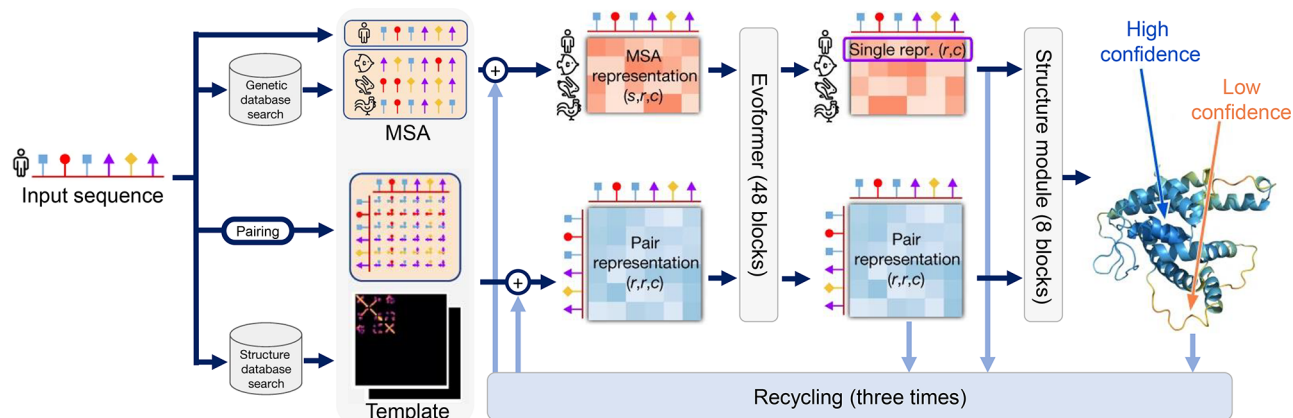 Input sequence
Genetic
database
search
Pairing
Structure
database
search
MSA
Template
+
+
MSA
representation
(s,r,c)
Pair
representation
(r,r,c)
Evoformer (48 blocks)
Single repr. (r,c)
Pair
representation
(r,r,c)
Structure module (8 blocks)
High
confidence
Low
confidence
Recycling (three times)